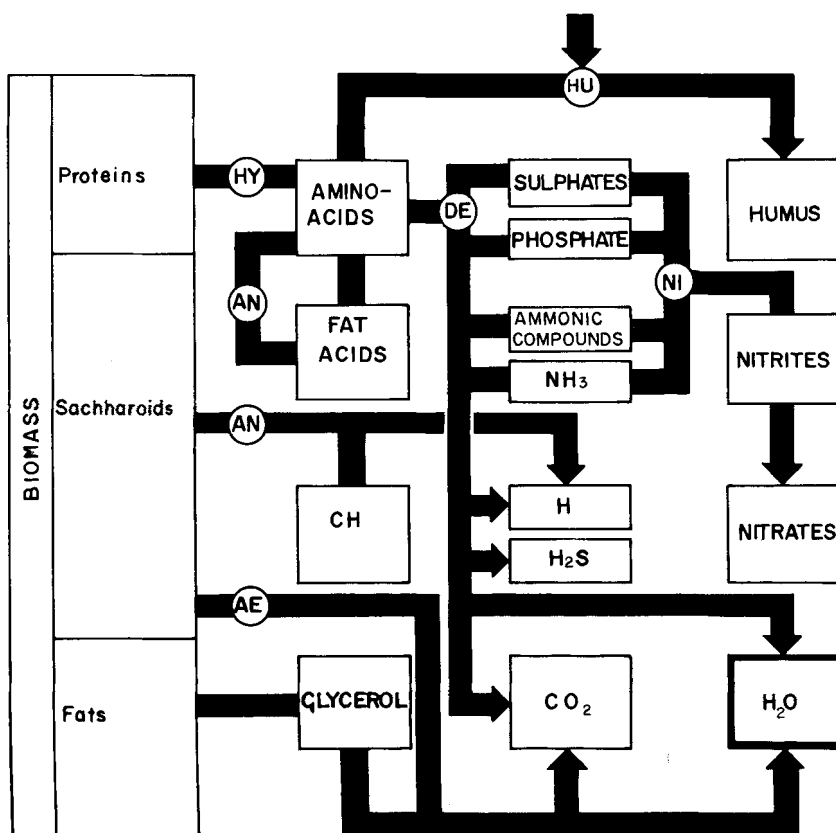 HU
Proteins
HY
AMINO-
ACIDS
DE
SULPHATES
PHOSPHATE
HUMUS
AN
FAT
ACIDS
NI
AMMONIC
COMPOUNDS
NH₃
NITRITES
BIOMASS
Sachharoids
AN
CH
H
H₂S
NITRATES
AE
Fats
GLYCEROL
CO₂
H₂O